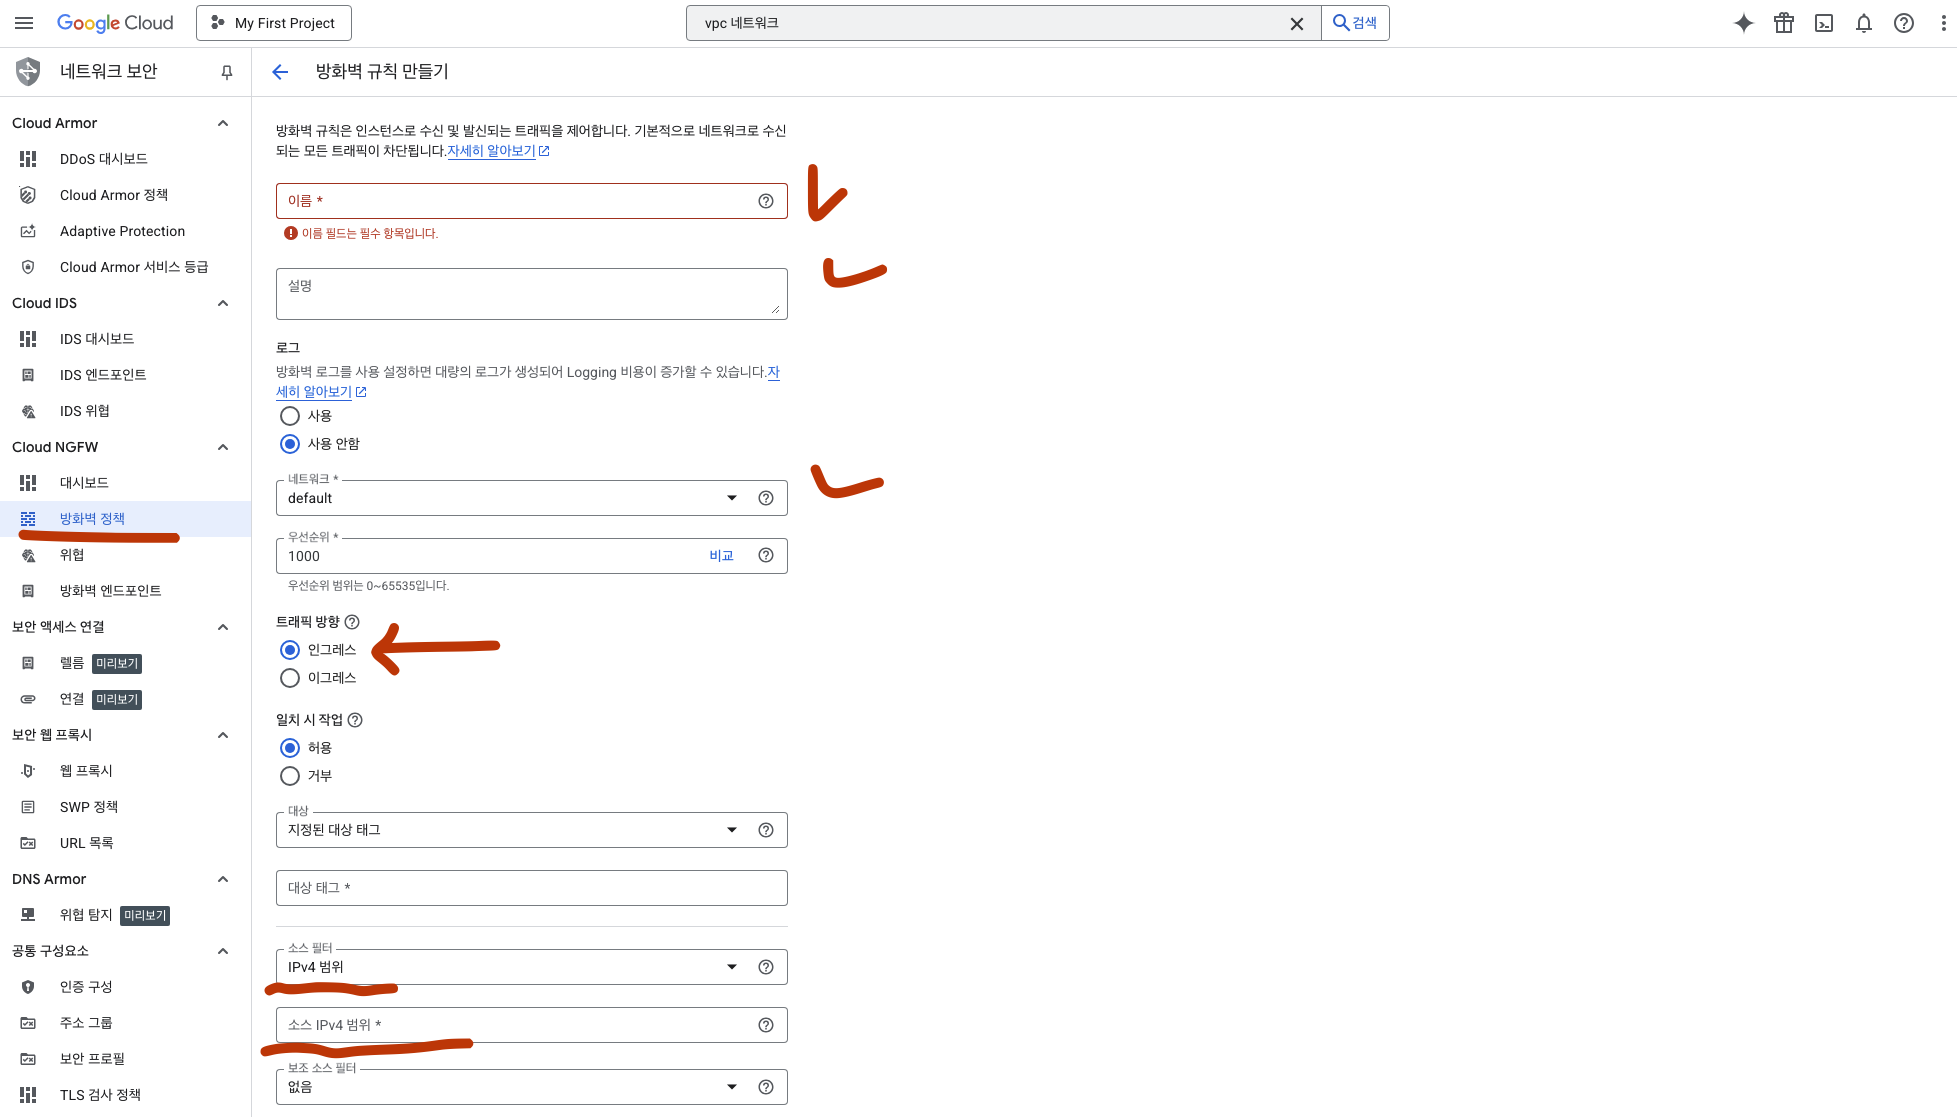 Google Cloud
My First Project
vpc 네트워크
검색
네트워크 보안
방화벽 규칙 만들기
Cloud Armor
DDoS 대시보드
Cloud Armor 정책
Adaptive Protection
Cloud Armor 서비스 등급
Cloud IDS
IDS 대시보드
IDS 엔드포인트
IDS 위협
Cloud NGFW
대시보드
방화벽 정책
위협
방화벽 엔드포인트
보안 액세스 연결
렐름 미리보기
연결 미리보기
보안 웹 프록시
웹 프록시
SWP 정책
URL 목록
DNS Armor
위협 탐지 미리보기
공통 구성요소
인증 구성
주소 그룹
보안 프로필
TLS 검사 정책
방화벽 규칙은 인스턴스로 수신 및 발신되는 트래픽을 제어합니다. 기본적으로 네트워크로 수신
되는 모든 트래픽이 차단됩니다.자세히 알아보기
이름 *
이름 필드는 필수 항목입니다.
설명
로그
방화벽 로그를 사용 설정하면 대량의 로그가 생성되어 Logging 비용이 증가할 수 있습니다.자
세히 알아보기
사용
사용 안함
네트워크 *
default
우선순위 *
1000 비교
우선순위 범위는 0~65535입니다.
트래픽 방향
인그레스
이그레스
일치 시 작업
허용
거부
대상
지정된 대상 태그
대상 태그 *
소스 필터
IPv4 범위
소스 IPv4 범위 *
보조 소스 필터
없음